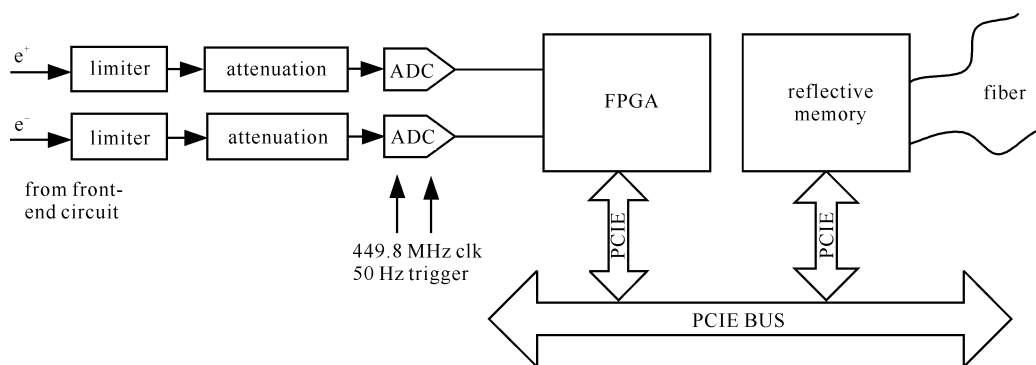 e⁺
limiter
attenuation
ADC
FPGA
reflective
memory
fiber
e⁻
limiter
attenuation
ADC
from front-
end circuit
449.8 MHz clk
50 Hz trigger
PCIE
PCIE
PCIE BUS